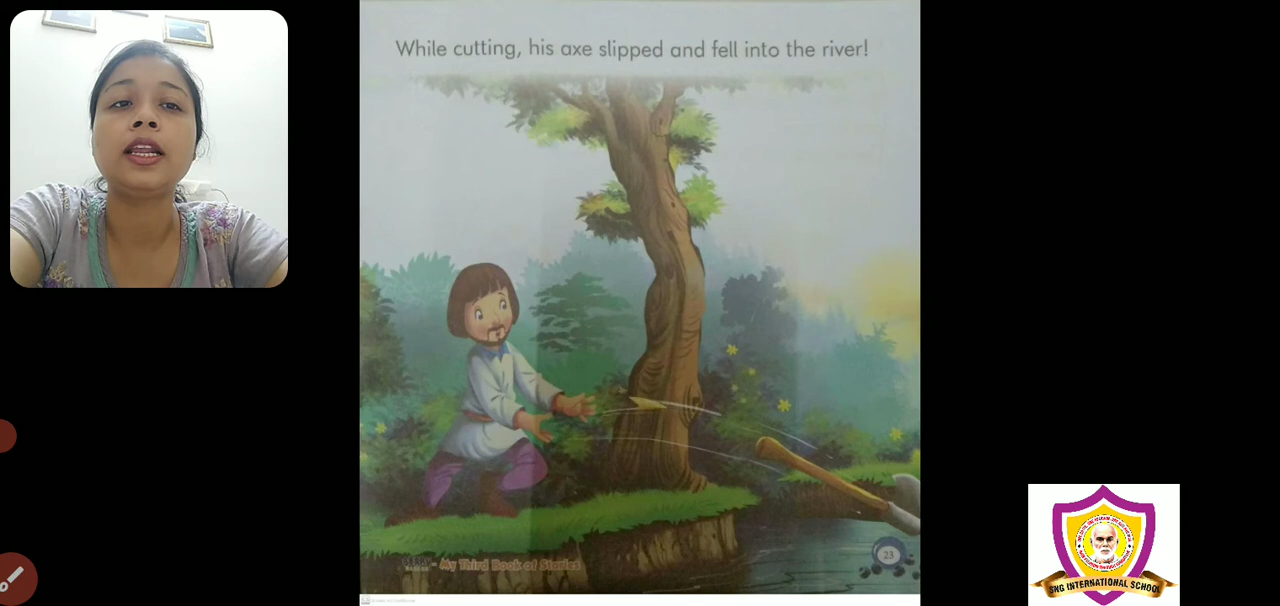 While cutting, his axe slipped and fell into the river!
My Third Book of Stories
23
SNG INTERNATIONAL SCHOOL